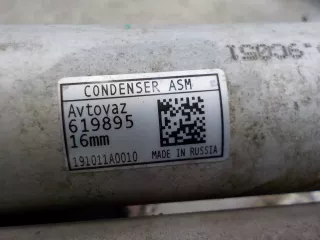 CONDENSER ASM
Avtovaz
619895
16mm
191011A0010 MADE IN RUSSIA